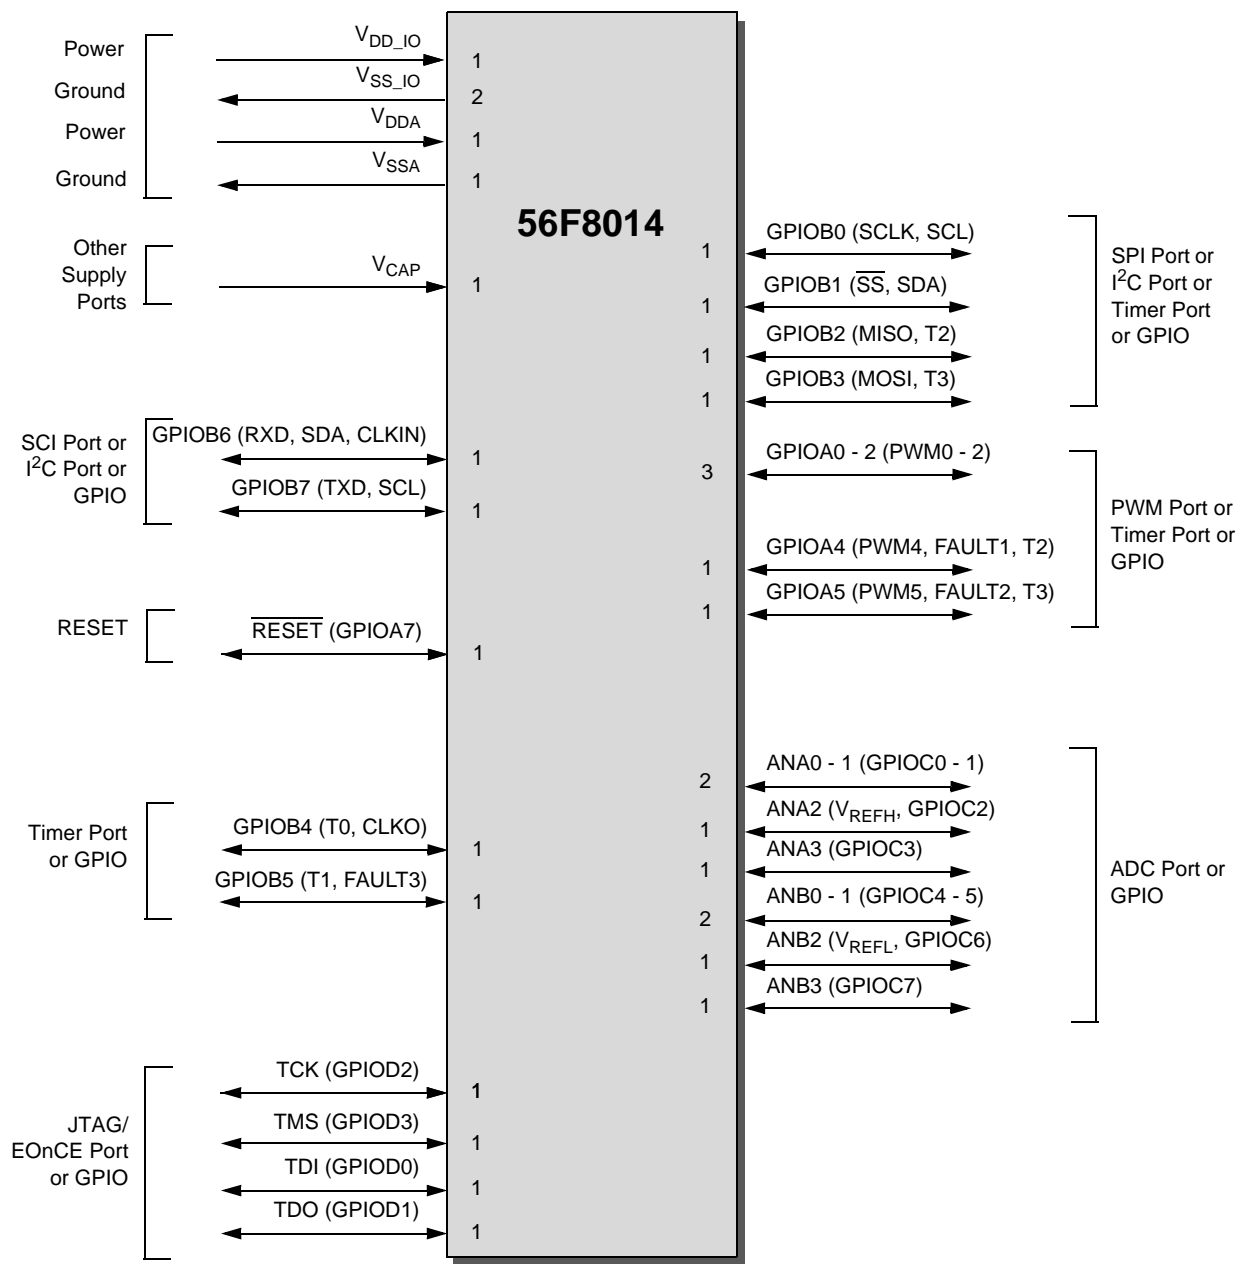 Power
V_DD_IO
1
Ground
V_SS_IO
2
Power
V_DDA
1
Ground
V_SSA
1
56F8014
Other
Supply
Ports
V_CAP
1
SCI Port or
I²C Port or
GPIO
GPIOB6 (RXD, SDA, CLKIN)
1
GPIOB7 (TXD, SCL)
1
RESET
RESET (GPIOA7)
1
Timer Port
or GPIO
GPIOB4 (T0, CLKO)
1
GPIOB5 (T1, FAULT3)
1
JTAG/
EOnCE Port
or GPIO
TCK (GPIOD2)
1
TMS (GPIOD3)
1
TDI (GPIOD0)
1
TDO (GPIOD1)
1
1
GPIOB0 (SCLK, SCL)
1
GPIOB1 (SS, SDA)
1
GPIOB2 (MISO, T2)
1
GPIOB3 (MOSI, T3)
SPI Port or
I²C Port or
Timer Port
or GPIO
3
GPIOA0 - 2 (PWM0 - 2)
1
GPIOA4 (PWM4, FAULT1, T2)
1
GPIOA5 (PWM5, FAULT2, T3)
PWM Port or
Timer Port or
GPIO
2
ANA0 - 1 (GPIOC0 - 1)
1
ANA2 (V_REFH, GPIOC2)
1
ANA3 (GPIOC3)
2
ANB0 - 1 (GPIOC4 - 5)
1
ANB2 (V_REFL, GPIOC6)
1
ANB3 (GPIOC7)
ADC Port or
GPIO